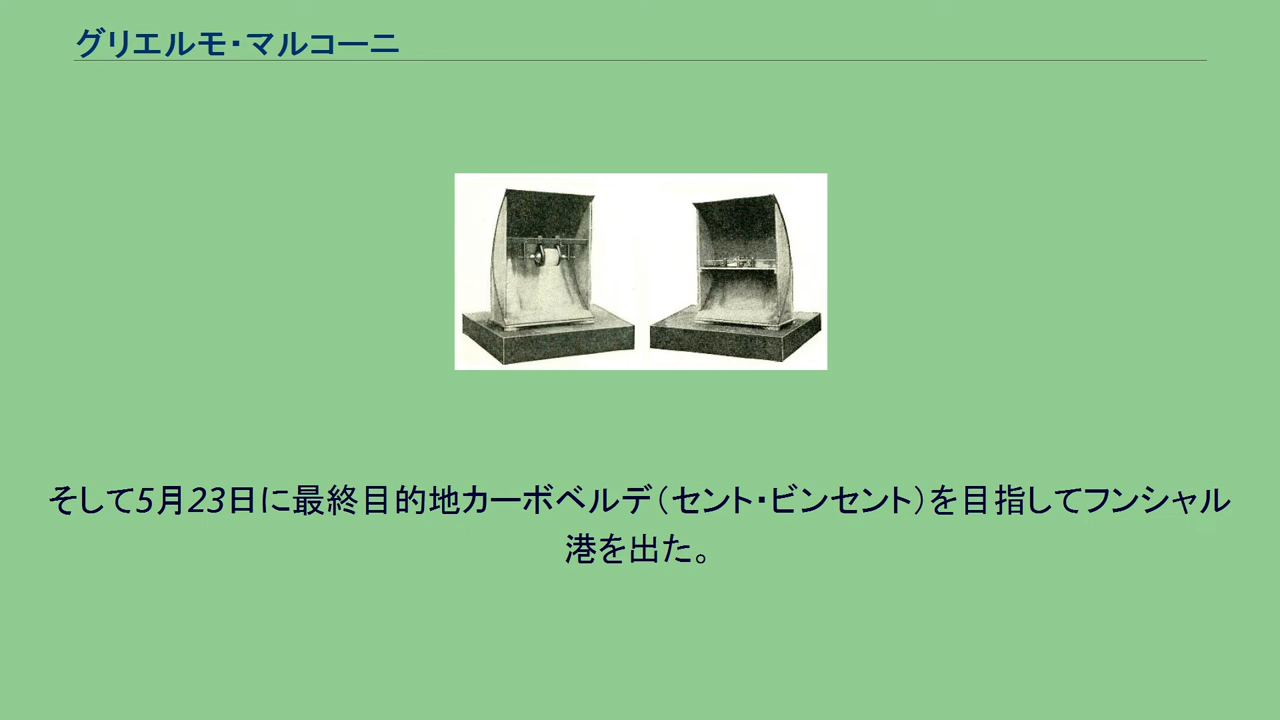 グリエルモ・マルコーニ
そして5月23日に最終目的地カーボベルデ（セント・ビンセント）を目指してフンシャル
港を出た。